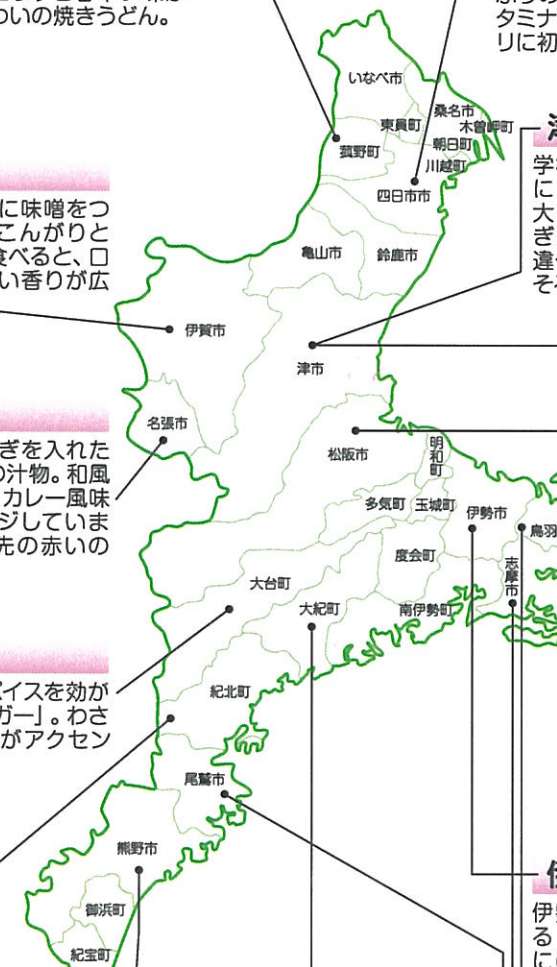 わいの焼きうどん。
タミナ
リに初
いなべ市
桑名市
東員町
木曽岬町
朝日町
菰野町
川越町
四日市市
学
に
大
ぎ
違
そ
に味噌をつ
こんがりと
食べると、口
い香りが広
亀山市
鈴鹿市
伊賀市
津市
名張市
松阪市
明和町
ぎを入れた
の汁物。和風
カレー風味
ジしていま
先の赤いの
多気町
玉城町
伊勢市
鳥羽
度会町
志摩市
大台町
大紀町
南伊勢町
パイスを効か
ガー」。わさ
がアクセン
紀北町
尾鷲市
熊野市
御浜町
紀宝町
伊
る
に